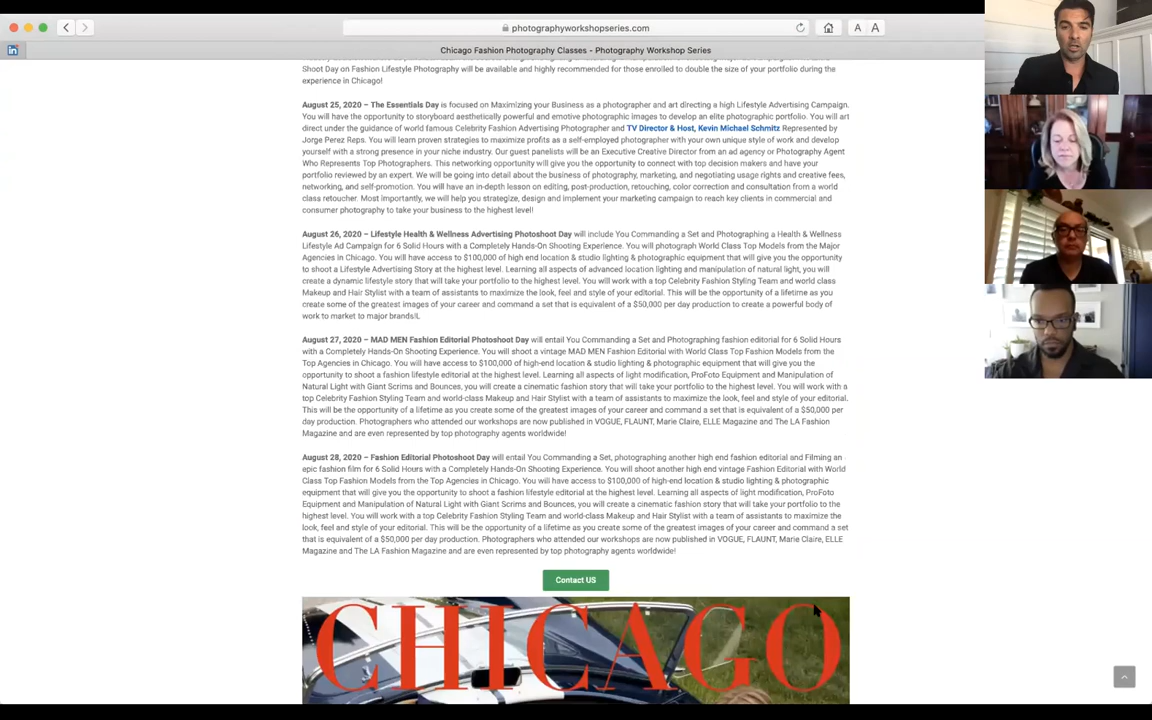 photographyworkshopseries.com
A A
in
Chicago Fashion Photography Classes - Photography Workshop Series
Shoot Day on Fashion Lifestyle Photography will be available and highly recommended for those enrolled to double the size of your portfolio during the
experience in Chicago!
August 25, 2020 – The Essentials Day is focused on Maximizing your Business as a photographer and art directing a high Lifestyle Advertising Campaign.
You will have the opportunity to storyboard aesthetically powerful and emotive photographic images to develop an elite photographic portfolio. You will art
direct under the guidance of world famous Celebrity Fashion Advertising Photographer and TV Director & Host, Kevin Michael Schmitz Represented by
Jorge Perez Reps. You will learn proven strategies to maximize profits as a self-employed photographer with your own unique style of work and develop
yourself with a strong presence in your niche industry. Our guest panelists will be an Executive Creative Director from an ad agency or Photography Agent
Who Represents Top Photographers. This networking opportunity will give you the opportunity to connect with top decision makers and have your
portfolio reviewed by an expert. We will be going into detail about the business of photography, marketing, and negotiating usage rights and creative fees,
networking, and self-promotion. You will have an in-depth lesson on editing, post-production, retouching, color correction and consultation from a world
class retoucher. Most importantly, we will help you strategize, design and implement your marketing campaign to reach key clients in commercial and
consumer photography to take your business to the highest level!
August 26, 2020 – Lifestyle Health & Wellness Advertising Photoshoot Day will include You Commanding a Set and Photographing a Health & Wellness
Lifestyle Ad Campaign for 6 Solid Hours with a Completely Hands-On Shooting Experience. You will photograph World Class Top Models from the Major
Agencies in Chicago. You will have access to $100,000 of high end location & studio lighting & photographic equipment that will give you the opportunity
to shoot a Lifestyle Advertising Story at the highest level. Learning all aspects of advanced location lighting and manipulation of natural light, you will
create a dynamic lifestyle story that will take your portfolio to the highest level. You will work with a top Celebrity Fashion Styling Team and world class
Makeup and Hair Stylist with a team of assistants to maximize the look, feel and style of your editorial. This will be the opportunity of a lifetime as you
create some of the greatest images of your career and command a set that is equivalent of a $50,000 per day production to create a powerful body of
work to market to major brands!L
August 27, 2020 – MAD MEN Fashion Editorial Photoshoot Day will entail You Commanding a Set and Photographing fashion editorial for 6 Solid Hours
with a Completely Hands-On Shooting Experience. You will shoot a vintage MAD MEN Fashion Editorial with World Class Top Fashion Models from the
Top Agencies in Chicago. You will have access to $100,000 of high-end location & studio lighting & photographic equipment that will give you the
opportunity to shoot a fashion lifestyle editorial at the highest level. Learning all aspects of light modification, ProFoto Equipment and Manipulation of
Natural Light with Giant Scrims and Bounces, you will create a cinematic fashion story that will take your portfolio to the highest level. You will work with a
top Celebrity Fashion Styling Team and world-class Makeup and Hair Stylist with a team of assistants to maximize the look, feel and style of your editorial.
This will be the opportunity of a lifetime as you create some of the greatest images of your career and command a set that is equivalent of a $50,000 per
day production. Photographers who attended our workshops are now published in VOGUE, FLAUNT, Marie Claire, ELLE Magazine and The LA Fashion
Magazine and are even represented by top photography agents worldwide!
August 28, 2020 – Fashion Editorial Photoshoot Day will entail You Commanding a Set, photographing another high end fashion editorial and Filming an
epic fashion film for 6 Solid Hours with a Completely Hands-On Shooting Experience. You will shoot another high end vintage Fashion Editorial with World
Class Top Fashion Models from the Top Agencies in Chicago. You will have access to $100,000 of high-end location & studio lighting & photographic
equipment that will give you the opportunity to shoot a fashion lifestyle editorial at the highest level. Learning all aspects of light modification, ProFoto
Equipment and Manipulation of Natural Light with Giant Scrims and Bounces, you will create a cinematic fashion story that will take your portfolio to the
highest level. You will work with a top Celebrity Fashion Styling Team and world-class Makeup and Hair Stylist with a team of assistants to maximize the
look, feel and style of your editorial. This will be the opportunity of a lifetime as you create some of the greatest images of your career and command a set
that is equivalent of a $50,000 per day production. Photographers who attended our workshops are now published in VOGUE, FLAUNT, Marie Claire, ELLE
Magazine and The LA Fashion Magazine and are even represented by top photography agents worldwide!
Contact US
CHICAGO